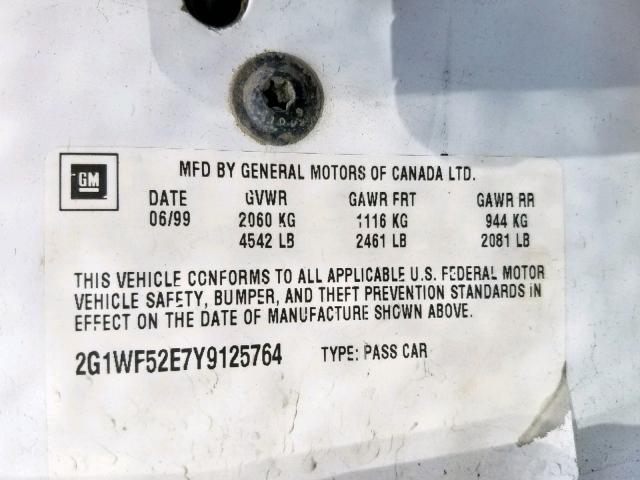 GM
MFD BY GENERAL MOTORS OF CANADA LTD.
DATE GVWR GAWR FRT GAWR RR
06/99 2060 KG 1116 KG 944 KG
4542 LB 2461 LB 2081 LB
THIS VEHICLE CONFORMS TO ALL APPLICABLE U.S. FEDERAL MOTOR
VEHICLE SAFETY, BUMPER, AND THEFT PREVENTION STANDARDS IN
EFFECT ON THE DATE OF MANUFACTURE SHOWN ABOVE.
2G1WF52E7Y9125764 TYPE: PASS CAR